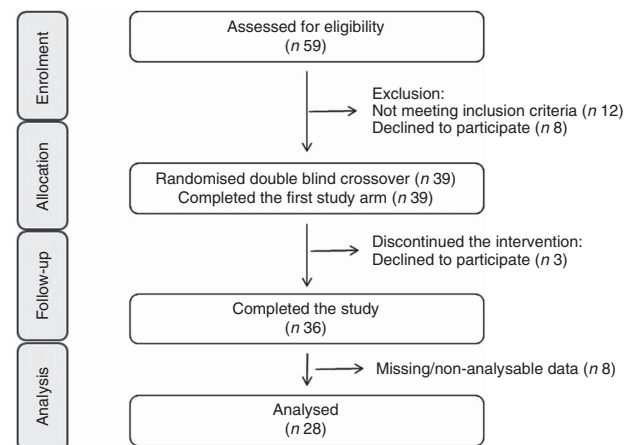 Enrolment
Assessed for eligibility
(n 59)
Exclusion:
Not meeting inclusion criteria (n 12)
Declined to participate (n 8)
Allocation
Randomised double blind crossover (n 39)
Completed the first study arm (n 39)
Follow-up
Discontinued the intervention:
Declined to participate (n 3)
Completed the study
(n 36)
Analysis
Missing/non-analysable data (n 8)
Analysed
(n 28)